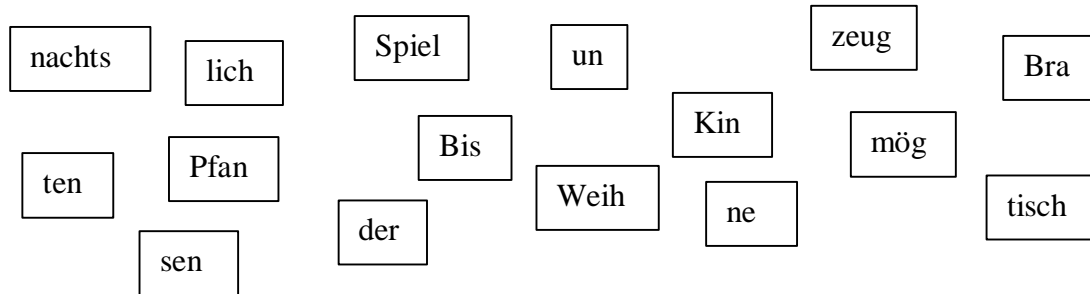 nachts
lich
Spiel
un
zeug
Bra
ten
Pfan
Bis
Kin
mög
sen
der
Weih
ne
tisch